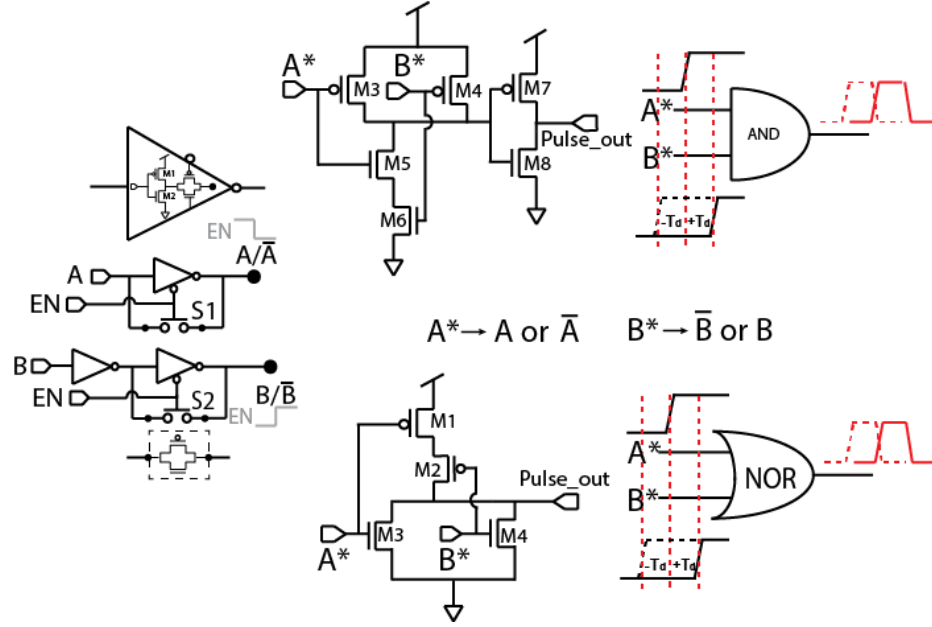 A*
B*
M3
M4
M7
Pulse_out
M5
M8
M6
A*
B*
AND
-Td +Td
M1
M2
EN
A/A̅
A
EN
S1
B
EN
S2
B/B̅
EN
A* → A or A̅
B* → B̅ or B
M1
M2
Pulse_out
M3
M4
A*
B*
A*
B*
NOR
-Td +Td